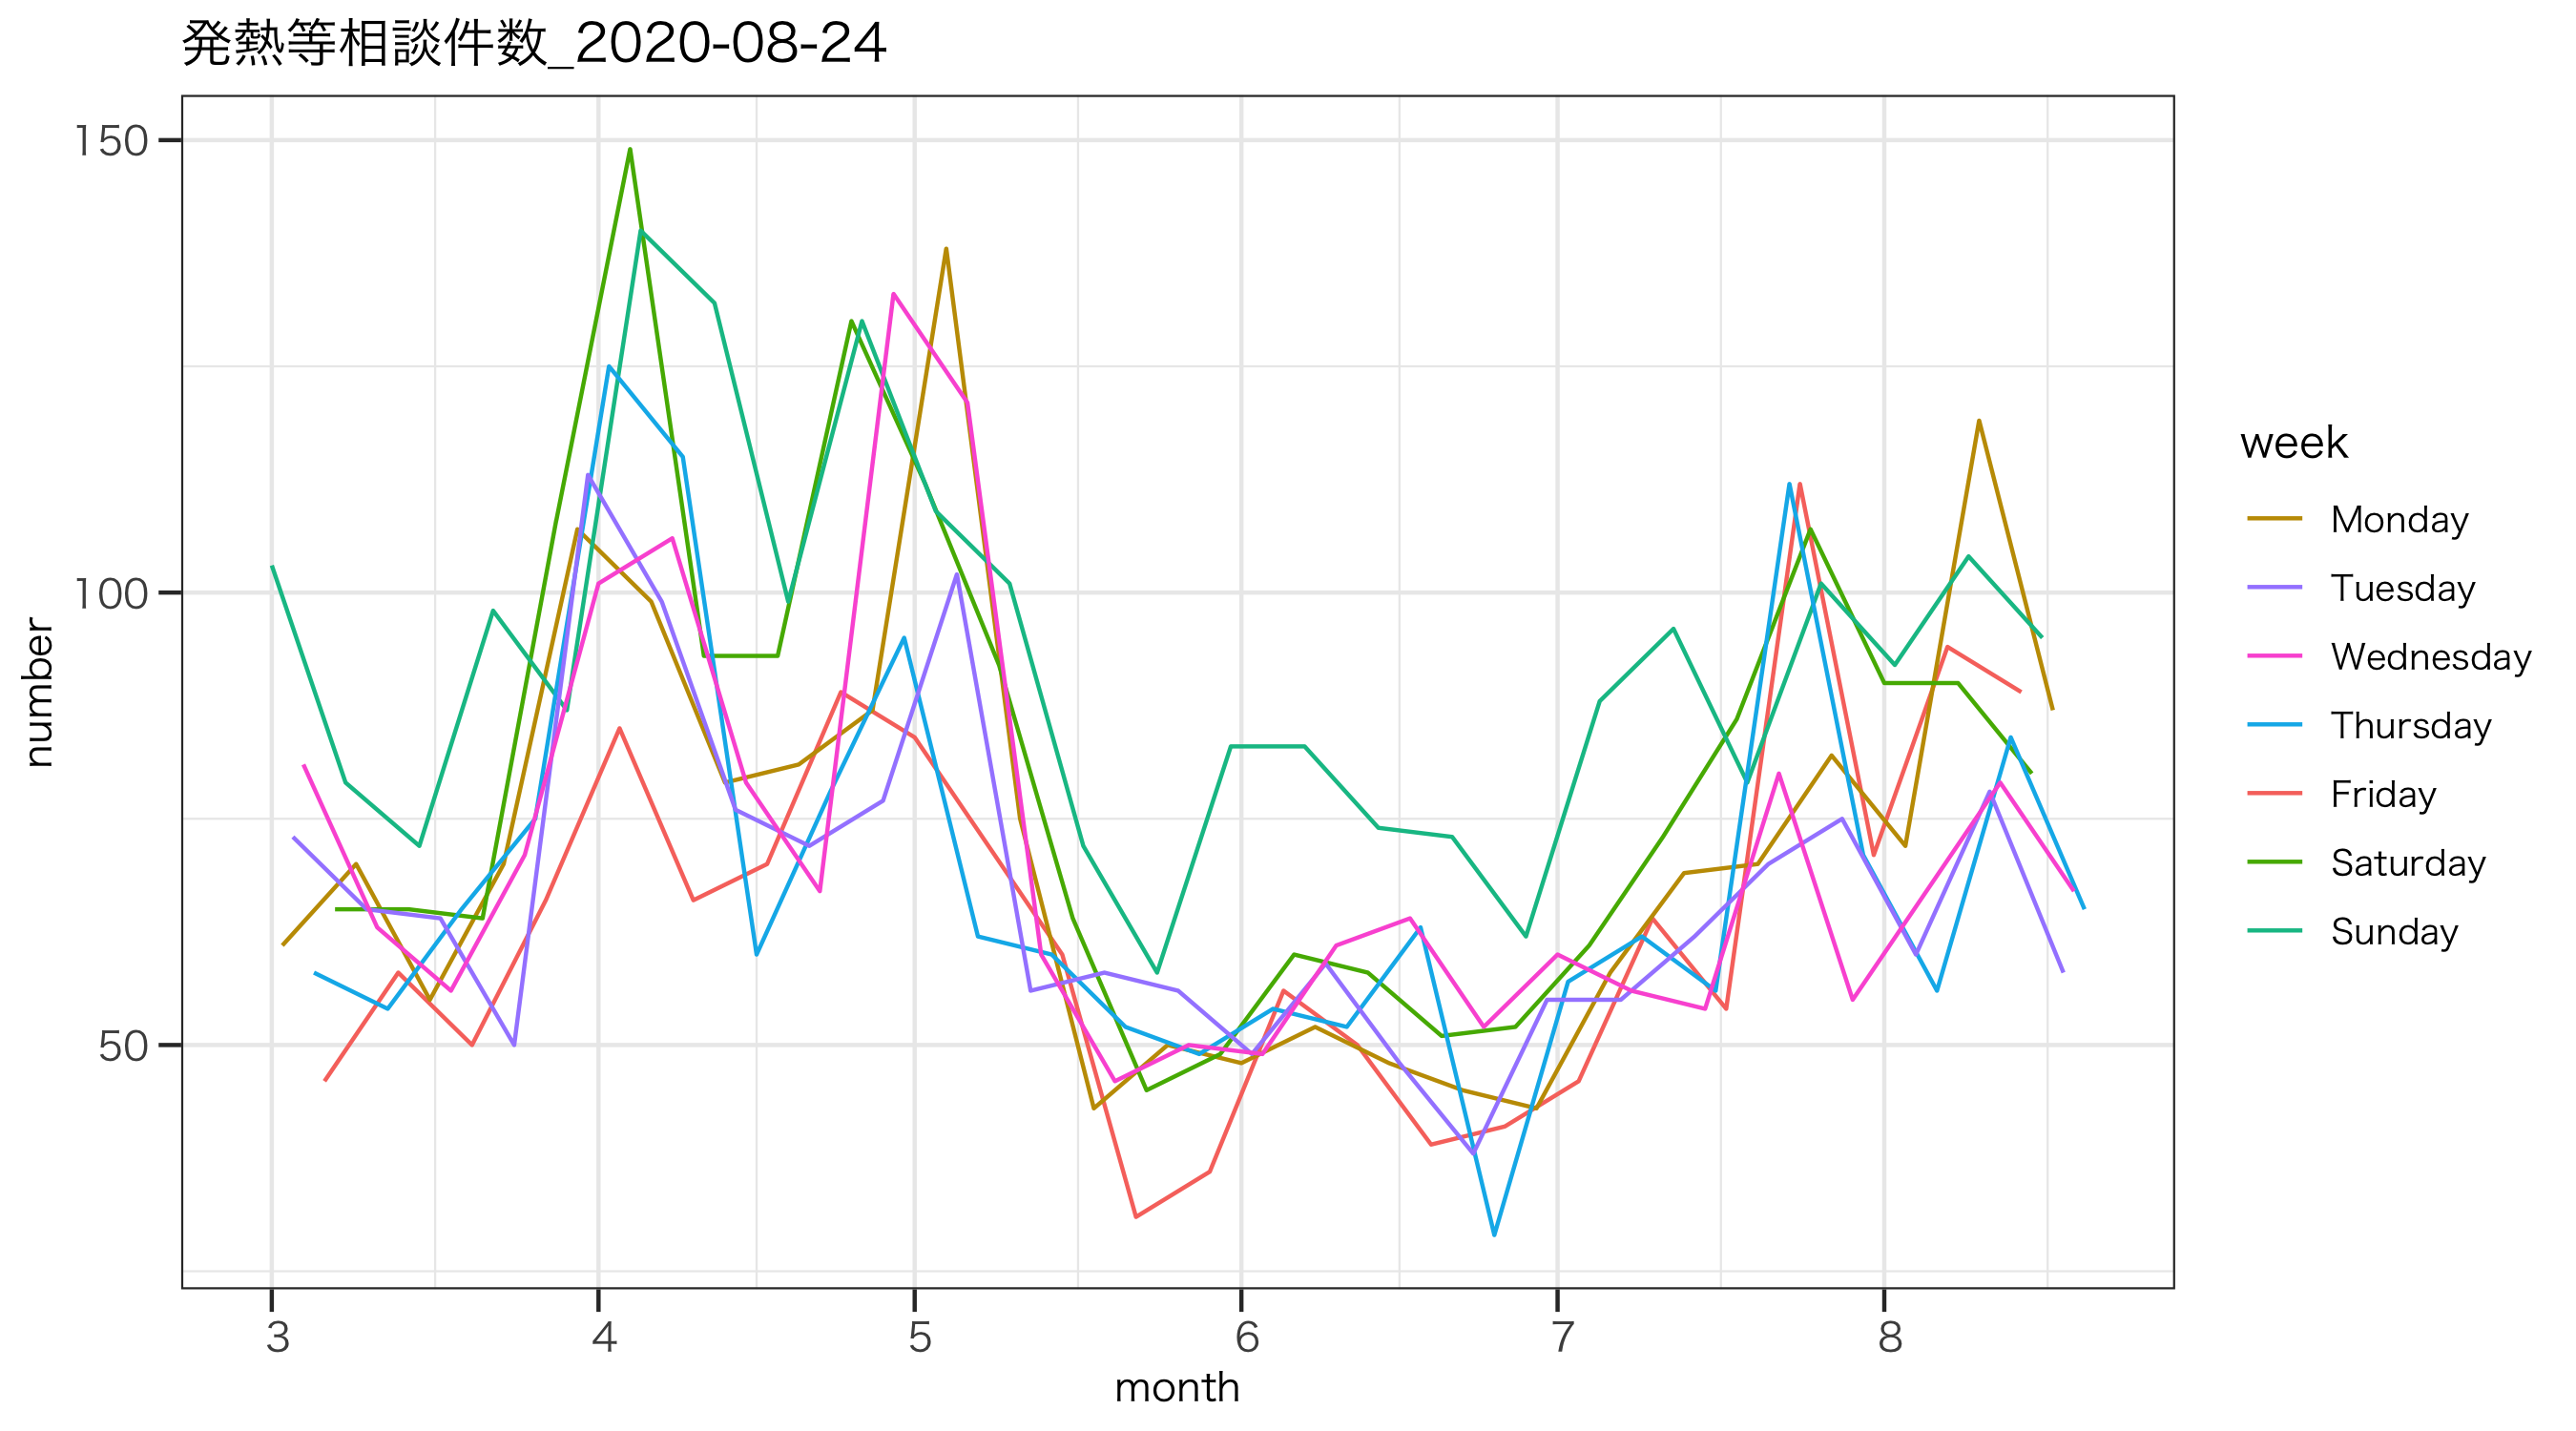 発熱等相談件数_2020-08-24
150
100
50
number
3 4 5 6 7 8
month
week
Monday
Tuesday
Wednesday
Thursday
Friday
Saturday
Sunday